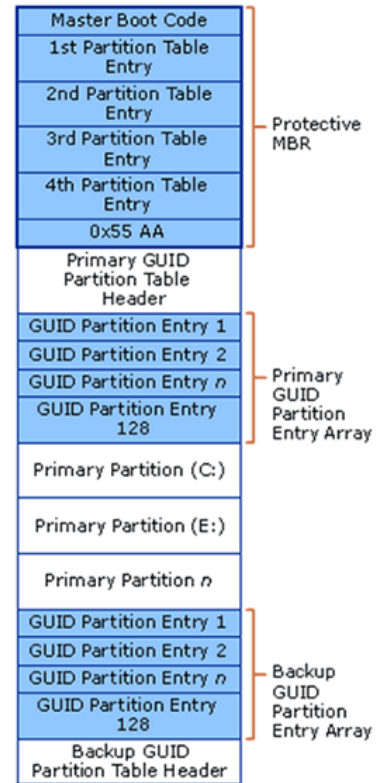 Master Boot Code
1st Partition Table
Entry
2nd Partition Table
Entry
3rd Partition Table
Entry
4th Partition Table
Entry
0x55 AA
Protective
MBR
Primary GUID
Partition Table
Header
GUID Partition Entry 1
GUID Partition Entry 2
GUID Partition Entry n
GUID Partition Entry
128
Primary
GUID
Partition
Entry Array
Primary Partition (C:)
Primary Partition (E:)
Primary Partition n
GUID Partition Entry 1
GUID Partition Entry 2
GUID Partition Entry n
GUID Partition Entry
128
Backup
GUID
Partition
Entry Array
Backup GUID
Partition Table Header